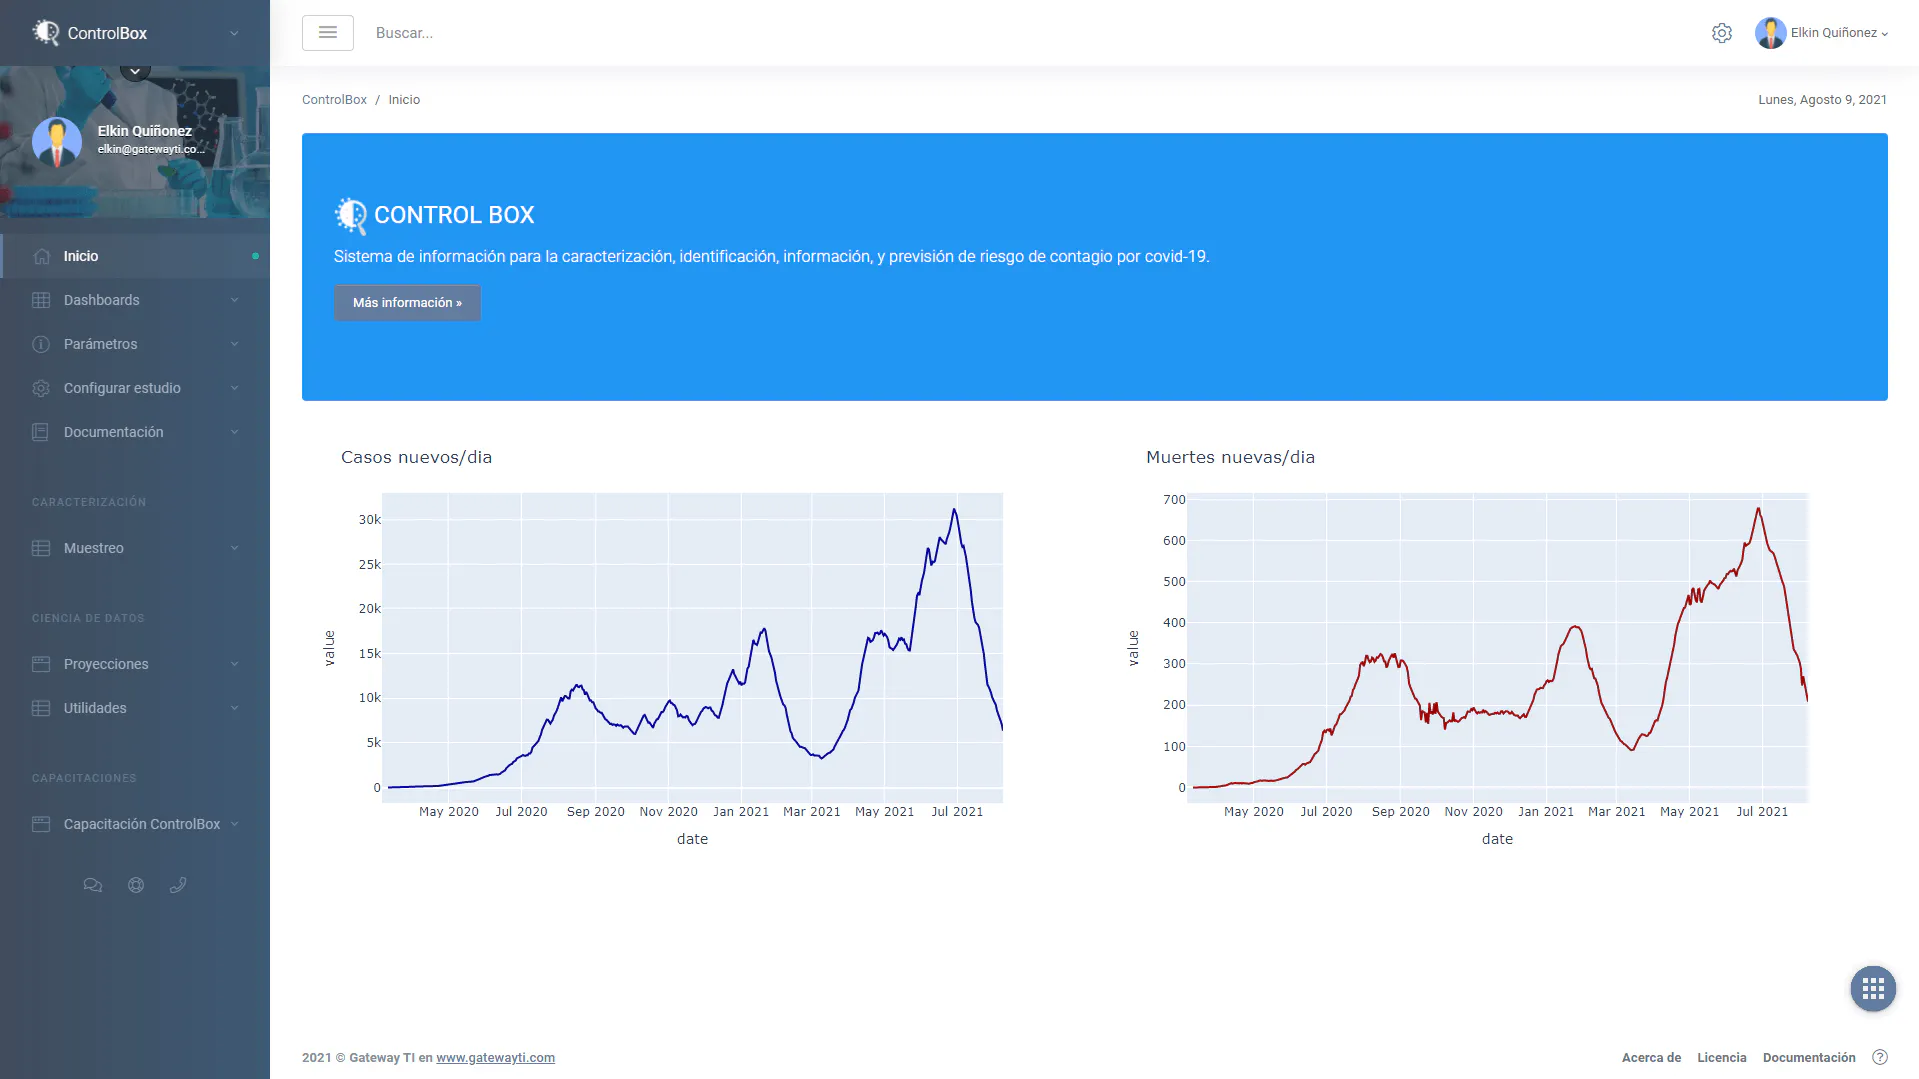 ControlBox
Elkin Quiñonez
elkin@gatewayti.co...
Inicio
Dashboards
Parámetros
Configurar estudio
Documentación
CARACTERIZACIÓN
Muestreo
CIENCIA DE DATOS
Proyecciones
Utilidades
CAPACITACIONES
Capacitación ControlBox
Buscar...
Elkin Quiñonez
ControlBox / Inicio
Lunes, Agosto 9, 2021
CONTROL BOX
Sistema de información para la caracterización, identificación, información, y previsión de riesgo de contagio por covid-19.
Más información »
Casos nuevos/dia
30k
25k
20k
15k
10k
5k
0
value
May 2020 Jul 2020 Sep 2020 Nov 2020 Jan 2021 Mar 2021 May 2021 Jul 2021
date
Muertes nuevas/dia
700
600
500
400
300
200
100
0
value
May 2020 Jul 2020 Sep 2020 Nov 2020 Jan 2021 Mar 2021 May 2021 Jul 2021
date
2021 © Gateway TI en www.gatewayti.com
Acerca de Licencia Documentación